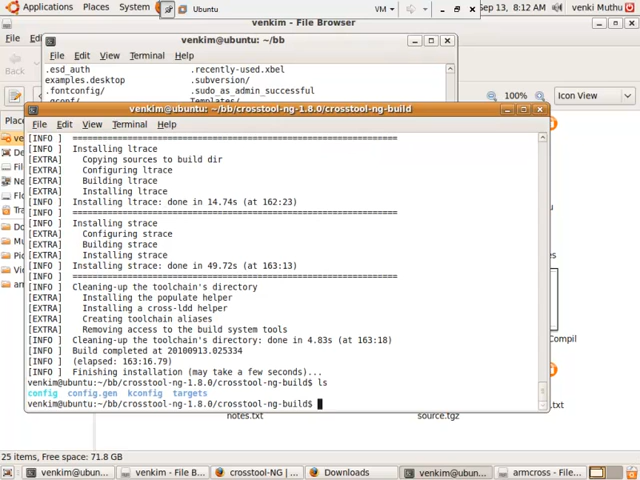 Applications Places System Ubuntu VM Sep 13, 8:12 AM venki Muthu
venkim - File Browser
File Edi
venkim@ubuntu: ~/bb
File Edit View Terminal Help
Back
.esd_auth .recently-used.xbel
examples.desktop .subversion/
.fontconfig/ .sudo_as_admin_successful
.gconf/ Templates/
100% Icon View
venkim@ubuntu: ~/bb/crosstool-ng-1.8.0/crosstool-ng-build
File Edit View Terminal Help
Place
[INFO ] =================================================================
[INFO ] Installing ltrace
[EXTRA] Copying sources to build dir
[EXTRA] Configuring ltrace
[EXTRA] Building ltrace
[EXTRA] Installing ltrace
[INFO ] Installing ltrace: done in 14.74s (at 162:23)
[INFO ] =================================================================
[INFO ] Installing strace
[EXTRA] Configuring strace
[EXTRA] Building strace
[EXTRA] Installing strace
[INFO ] Installing strace: done in 49.72s (at 163:13)
[INFO ] =================================================================
[INFO ] Cleaning-up the toolchain's directory
[EXTRA] Installing the populate helper
[EXTRA] Installing a cross-ldd helper
[EXTRA] Creating toolchain aliases
[EXTRA] Removing access to the build system tools
[INFO ] Cleaning-up the toolchain's directory: done in 4.83s (at 163:18)
[INFO ] Build completed at 20100913.025334
[INFO ] (elapsed: 163:16.79)
[INFO ] Finishing installation (may take a few seconds)...
venkim@ubuntu:~/bb/crosstool-ng-1.8.0/crosstool-ng-build$ ls
config config.gen kconfig targets
venkim@ubuntu:~/bb/crosstool-ng-1.8.0/crosstool-ng-build$
Compil
.txt
notes.txt source.tgz
25 items, Free space: 71.8 GB
venkim@ubun... venkim - File B... crosstool-NG | ... Downloads venkim@ubun... armcross - File...